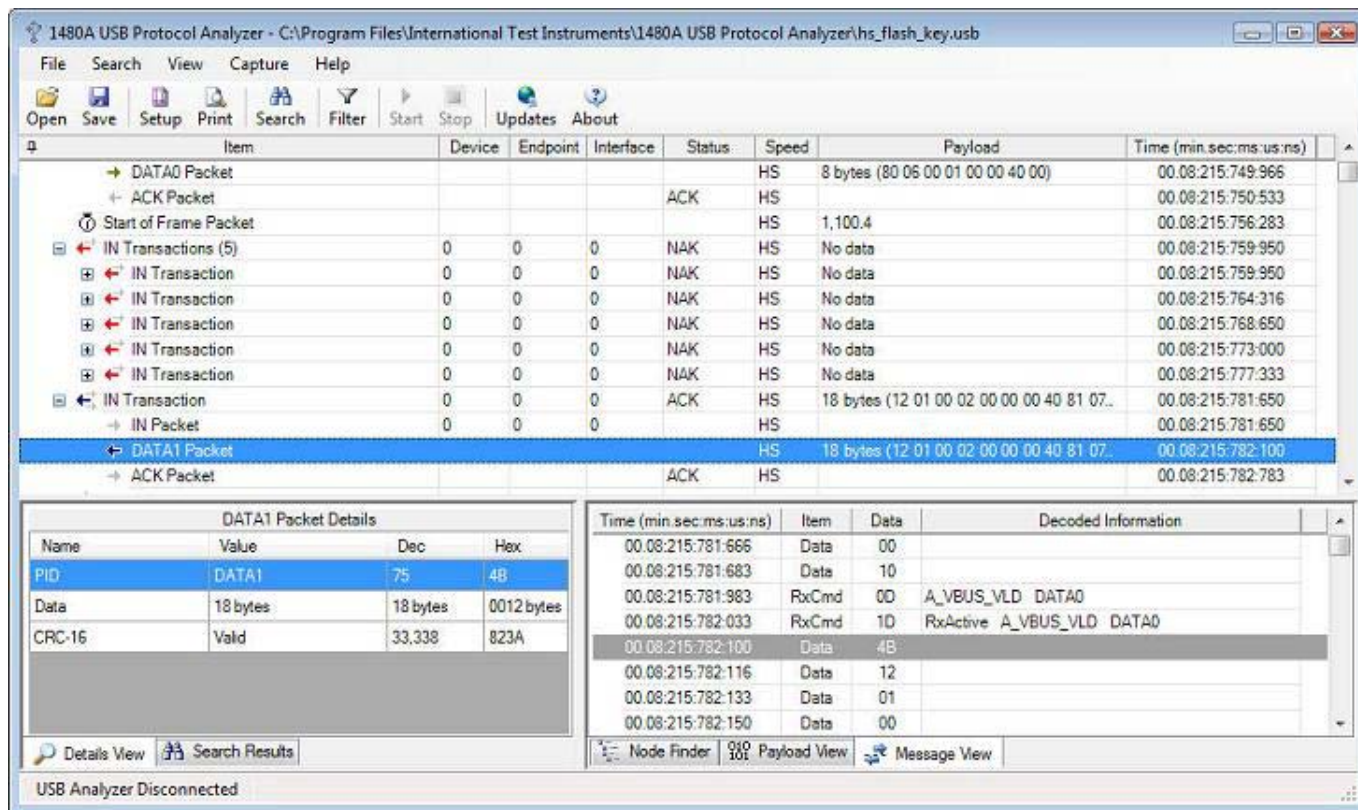 1480A USB Protocol Analyzer - C:\Program Files\International Test Instruments\1480A USB Protocol Analyzer\hs_flash_key.usb
File Search View Capture Help
Open Save Setup Print Search Filter Start Stop Updates About
Item Device Endpoint Interface Status Speed Payload Time (min.sec:ms:us:ns)
DATA0 Packet HS 8 bytes (80 06 00 01 00 00 40 00) 00.08:215:749:966
ACK Packet ACK HS 00.08:215:750:533
Start of Frame Packet HS 1,100.4 00.08:215:756:283
IN Transactions (5) 0 0 0 NAK HS No data 00.08:215:759:950
IN Transaction 0 0 0 NAK HS No data 00.08:215:759:950
IN Transaction 0 0 0 NAK HS No data 00.08:215:764:316
IN Transaction 0 0 0 NAK HS No data 00.08:215:768:650
IN Transaction 0 0 0 NAK HS No data 00.08:215:773:000
IN Transaction 0 0 0 NAK HS No data 00.08:215:777:333
IN Transaction 0 0 0 ACK HS 18 bytes (12 01 00 02 00 00 00 40 81 07... 00.08:215:781:650
IN Packet 0 0 0 HS 00.08:215:781:650
DATA1 Packet HS 18 bytes (12 01 00 02 00 00 00 40 81 07... 00.08:215:782:100
ACK Packet ACK HS 00.08:215:782:783
DATA1 Packet Details
Name Value Dec Hex
PID DATA1 75 4B
Data 18 bytes 18 bytes 0012 bytes
CRC-16 Valid 33,338 823A
Details View Search Results
Time (min.sec:ms:us:ns) Item Data Decoded Information
00.08:215:781:666 Data 00
00.08:215:781:683 Data 10
00.08:215:781:983 RxCmd 0D A_VBUS_VLD DATA0
00.08:215:782:033 RxCmd 1D RxActive A_VBUS_VLD DATA0
00.08:215:782:100 Data 4B
00.08:215:782:116 Data 12
00.08:215:782:133 Data 01
00.08:215:782:150 Data 00
Node Finder Payload View Message View
USB Analyzer Disconnected